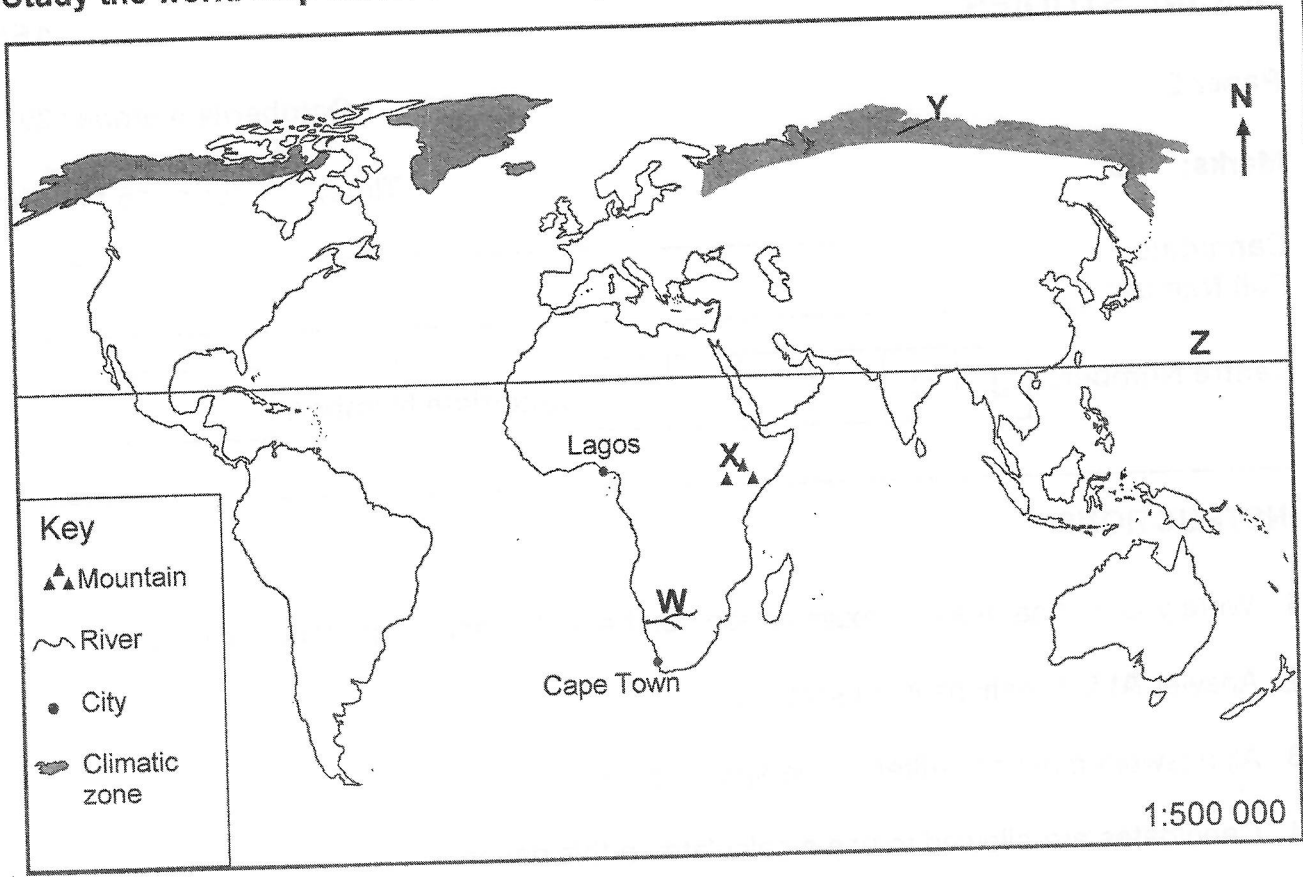 Study the world map
Y
N
Z
Lagos
X
W
Cape Town
Key
Mountain
River
City
Climatic
zone
1:500 000